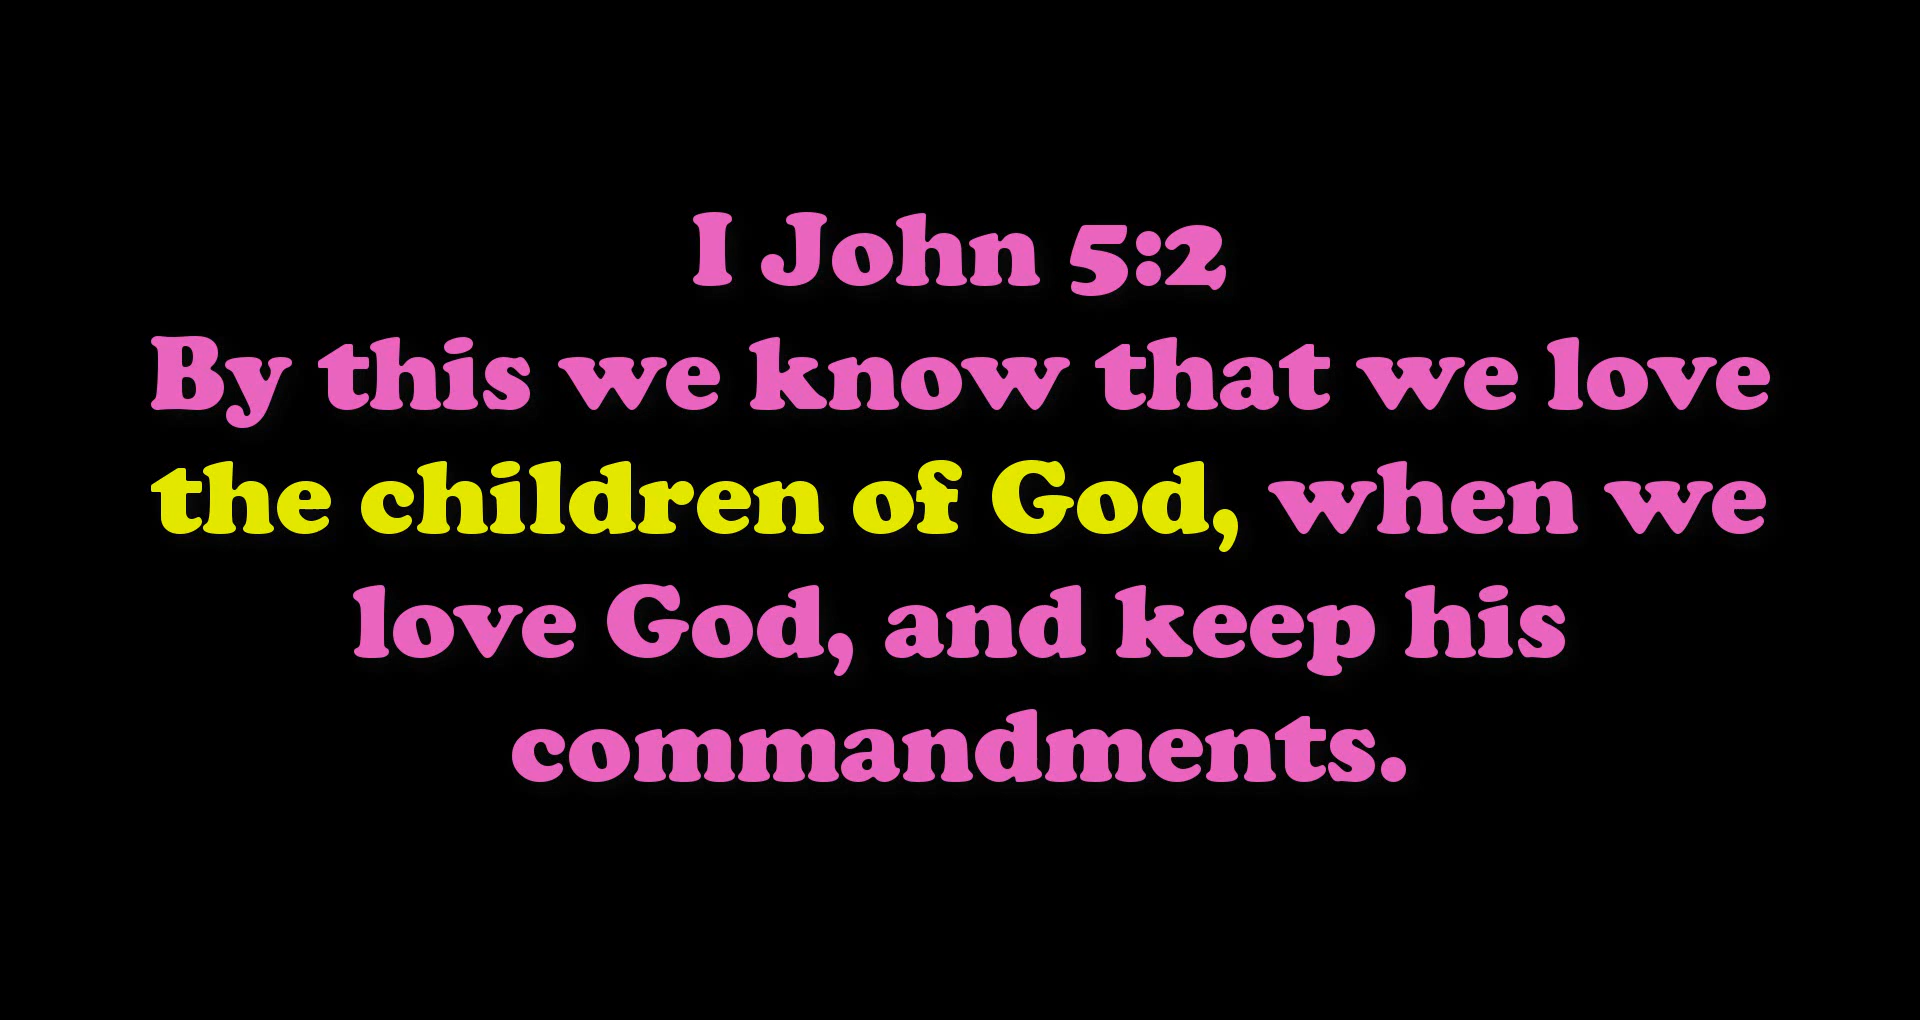 I John 5:2
By this we know that we love
the children of God, when we
love God, and keep his
commandments.